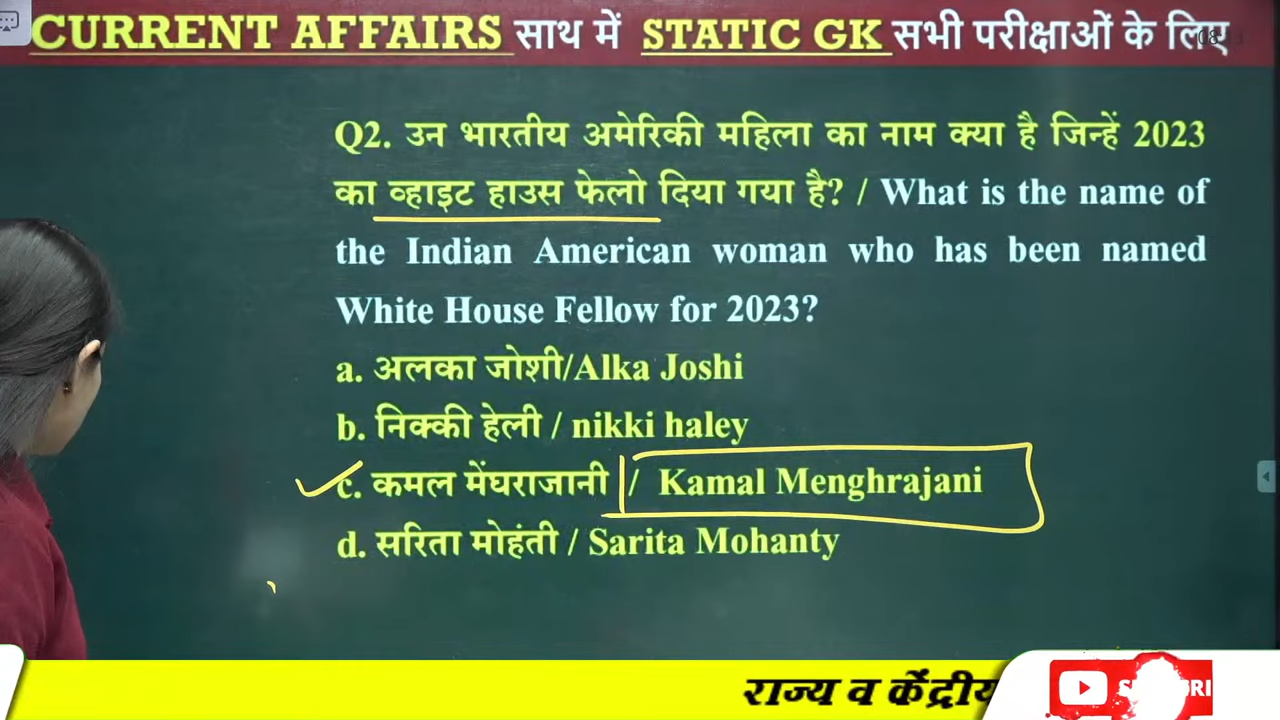 CURRENT AFFAIRS साथ में STATIC GK सभी परीक्षाओं के लिए
Q2. उन भारतीय अमेरिकी महिला का नाम क्या है जिन्हें 2023
का व्हाइट हाउस फेलो दिया गया है? / What is the name of
the Indian American woman who has been named
White House Fellow for 2023?
a. अलका जोशी/Alka Joshi
b. निक्की हेली / nikki haley
c. कमल मेंघराजानी / Kamal Menghrajani
d. सरिता मोहंती / Sarita Mohanty
राज्य व केंद्रीय